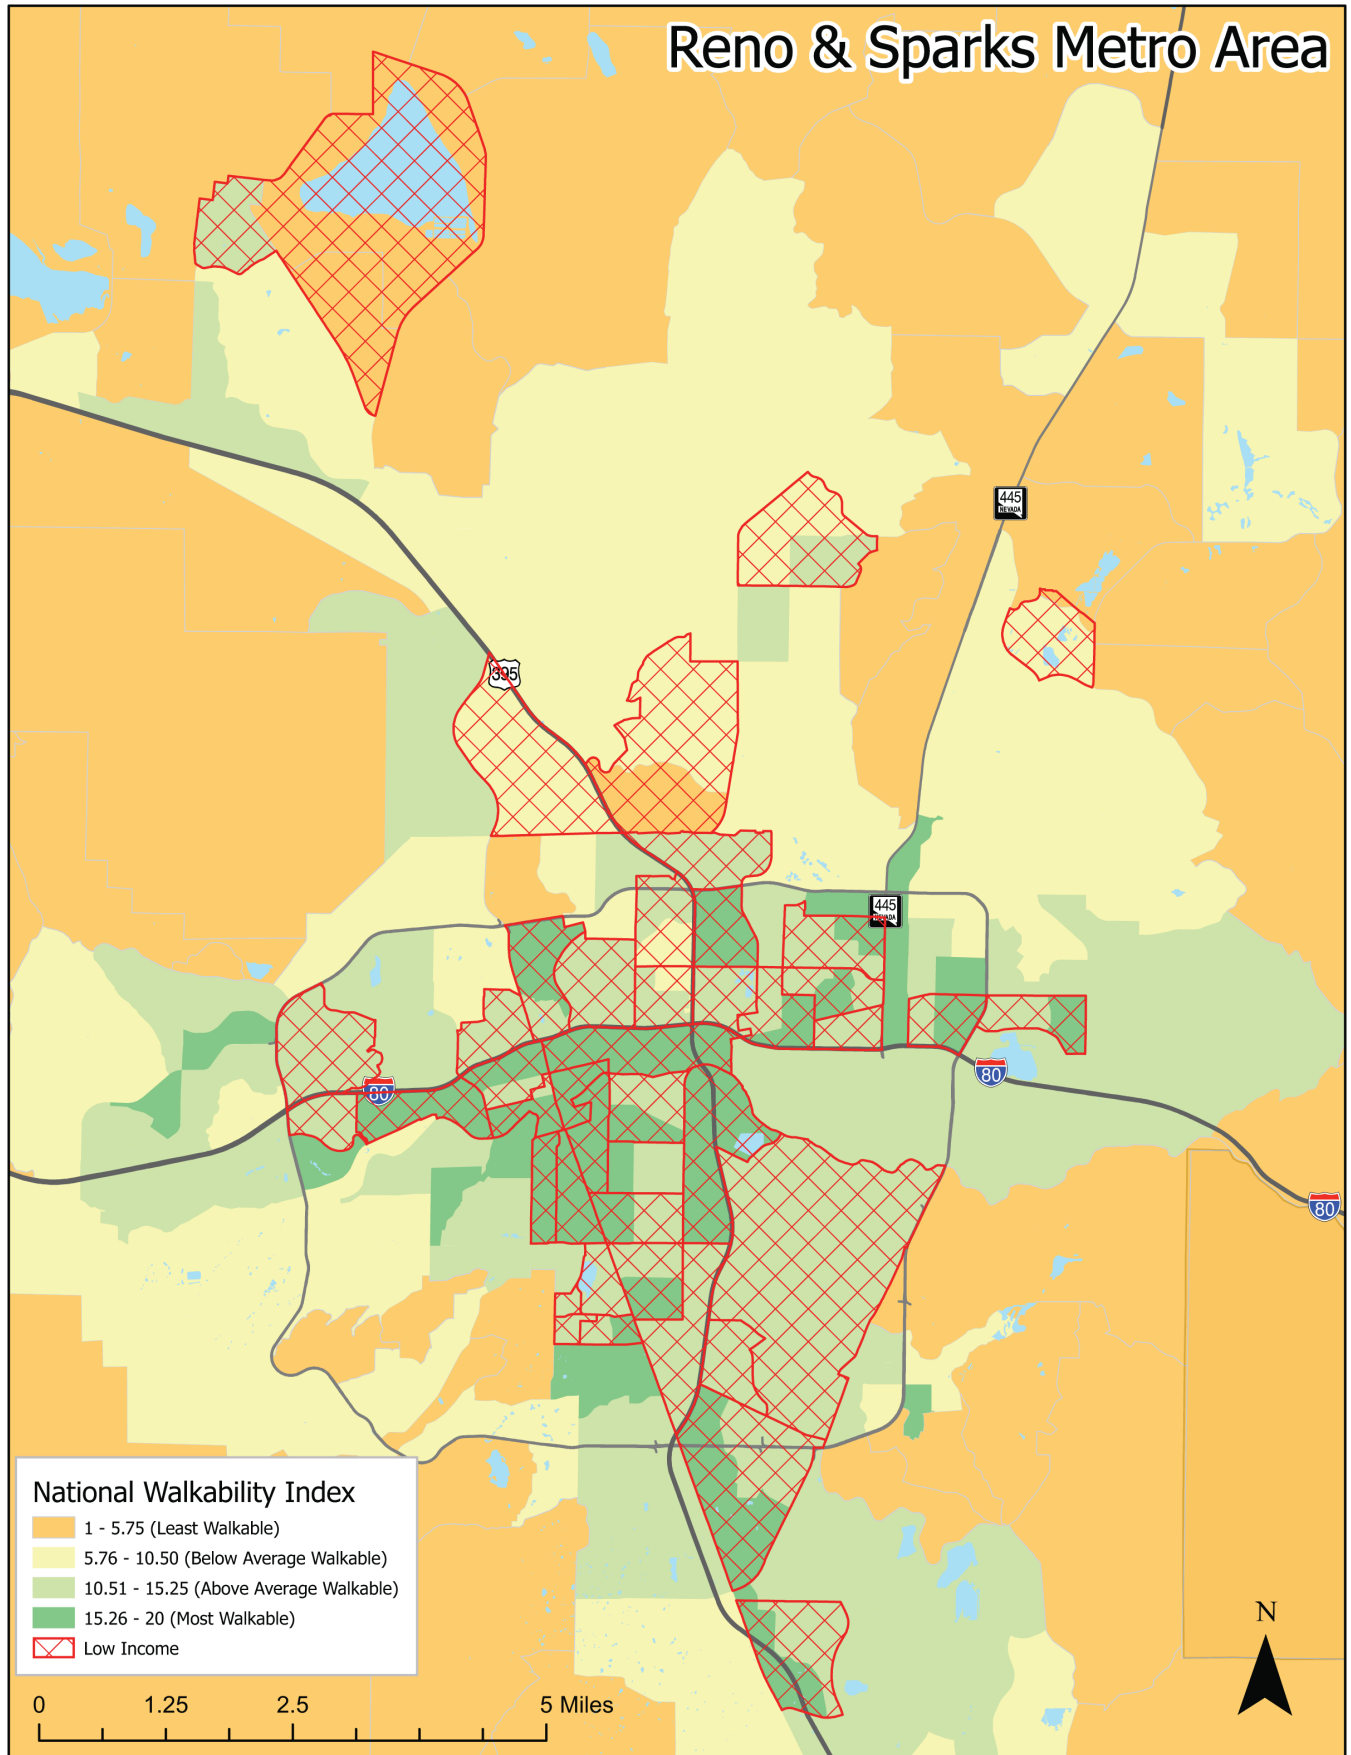 Reno & Sparks Metro Area
445
NEVADA
395
445
NEVADA
80
80
80
National Walkability Index
1 - 5.75 (Least Walkable)
5.76 - 10.50 (Below Average Walkable)
10.51 - 15.25 (Above Average Walkable)
15.26 - 20 (Most Walkable)
Low Income
N
0 1.25 2.5 5 Miles